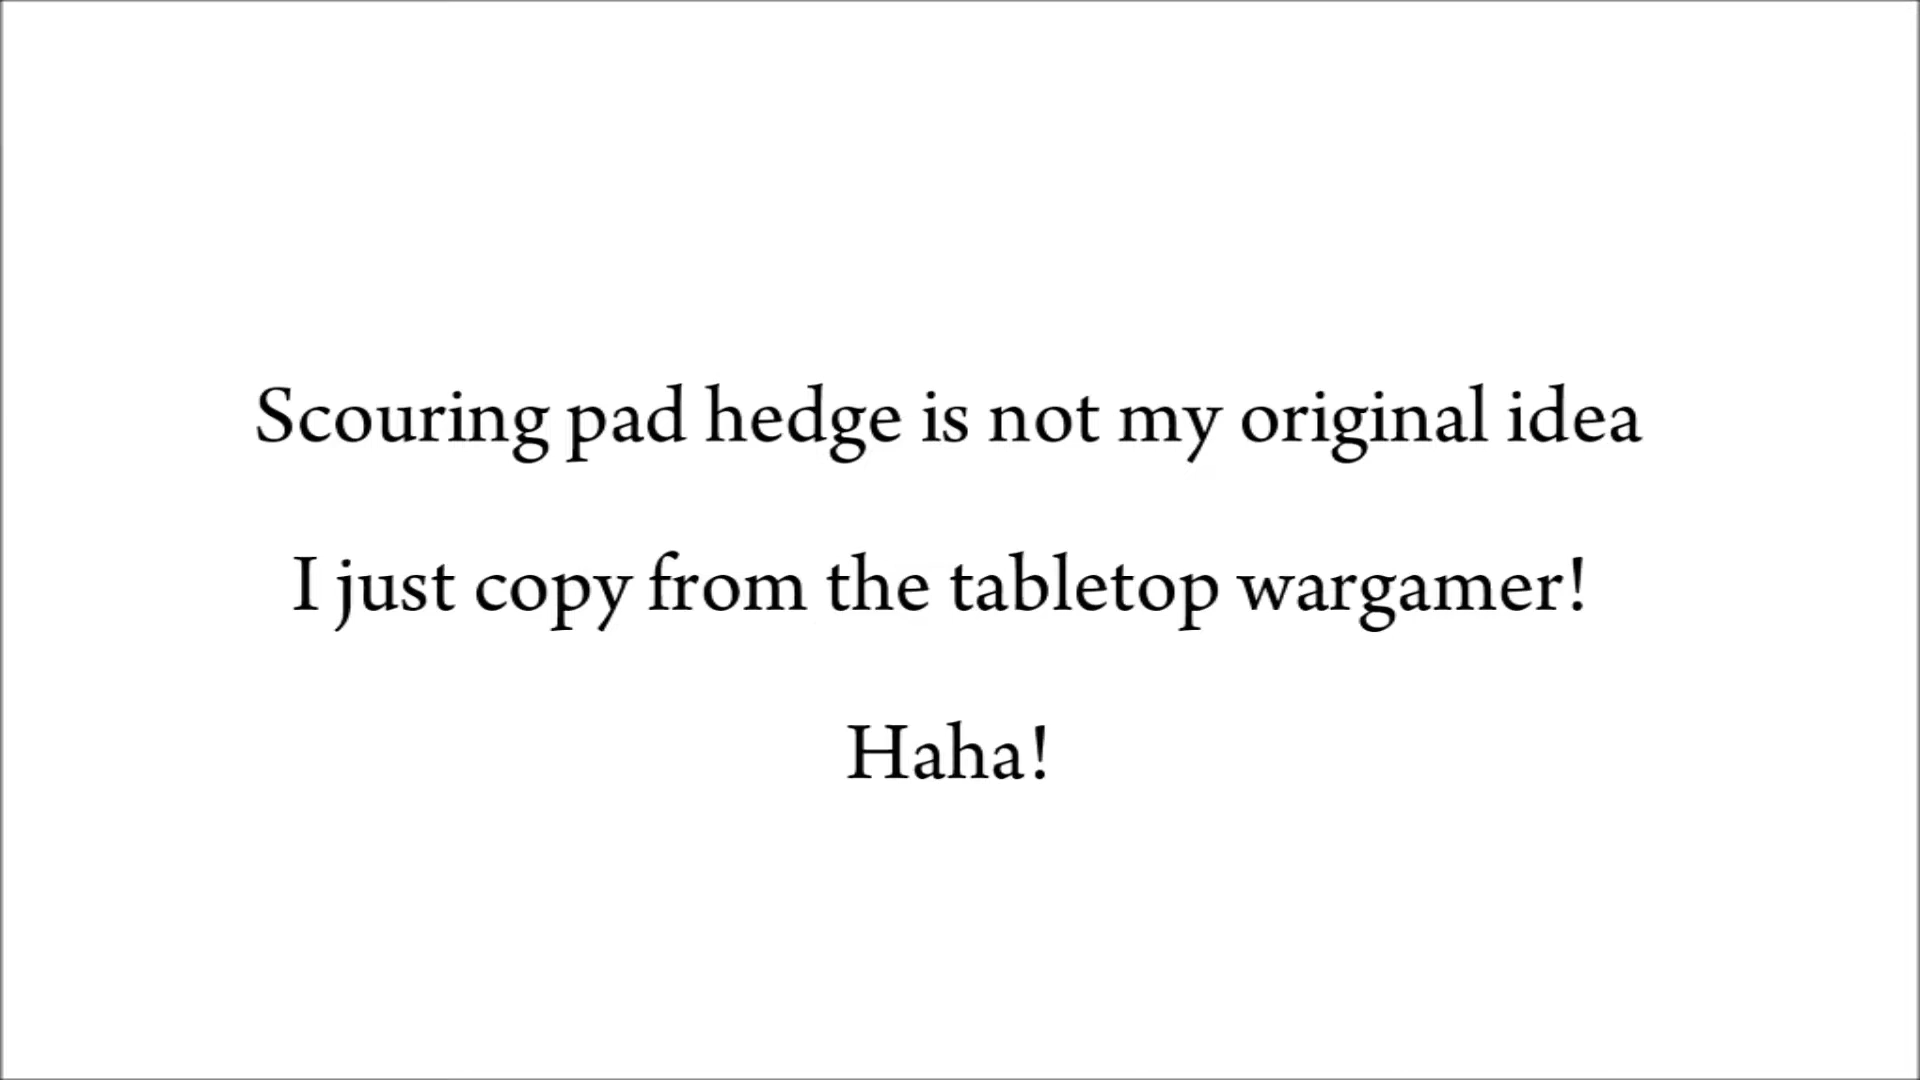 Scouring pad hedge is not my original idea
I just copy from the tabletop wargamer!
Haha!